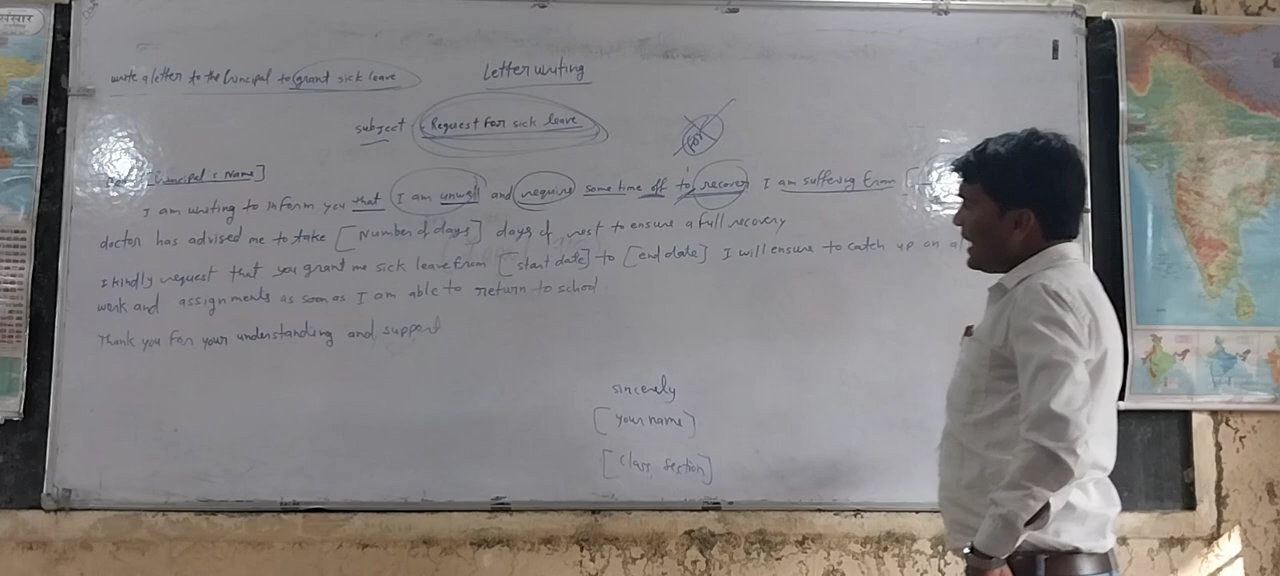 Letter writing
write a letter to the Principal to grant sick leave
subject : Request for sick leave
for
[Principal's Name]
I am writing to inform you that I am unwell and require some time off to recover I am suffering from [
doctor has advised me to take [Number of days] days of rest to ensure a full recovery
I kindly request that you grant me sick leave from [start date] to [end date] I will ensure to catch up on
work and assignments as soon as I am able to return to school
Thank you for your understanding and support
sincerely
[your name]
[class, section]